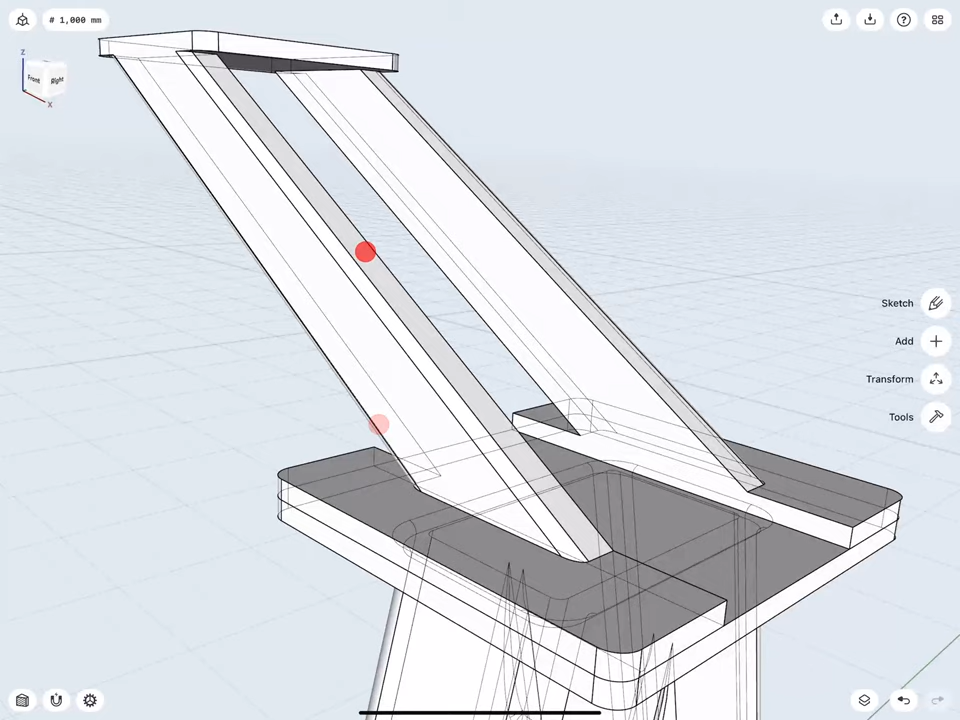 # 1,000 mm
Z
Front
Right
X
Sketch
Add
Transform
Tools